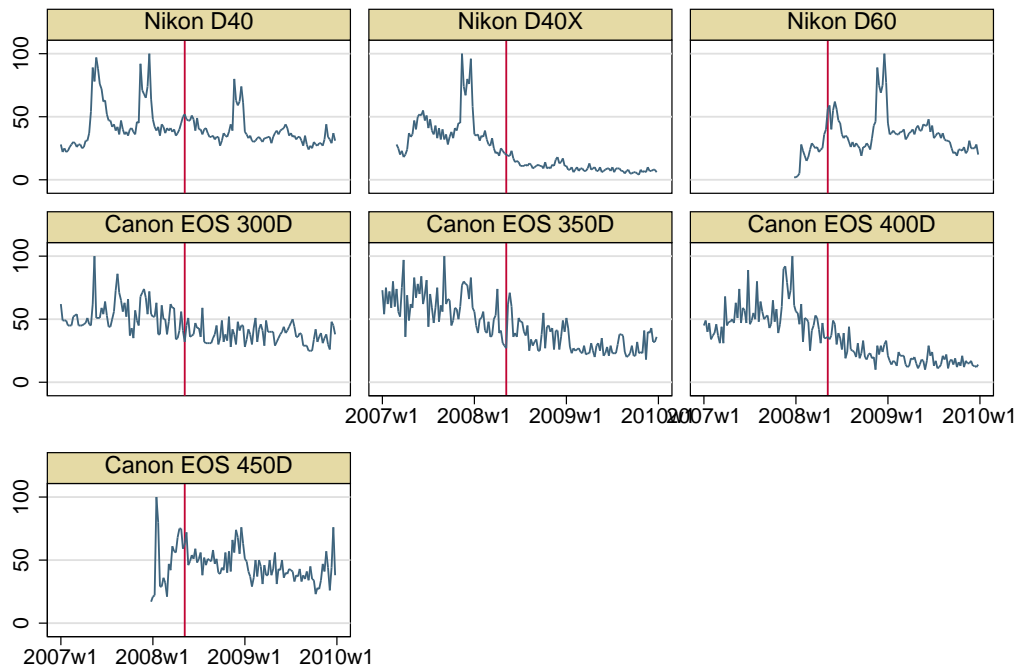 Nikon D40
Nikon D40X
Nikon D60
0 50 100
Canon EOS 300D
Canon EOS 350D
Canon EOS 400D
0 50 100
2007w1 2008w1 2009w1 2010w1
2007w1 2008w1 2009w1 2010w1
Canon EOS 450D
0 50 100
2007w1 2008w1 2009w1 2010w1